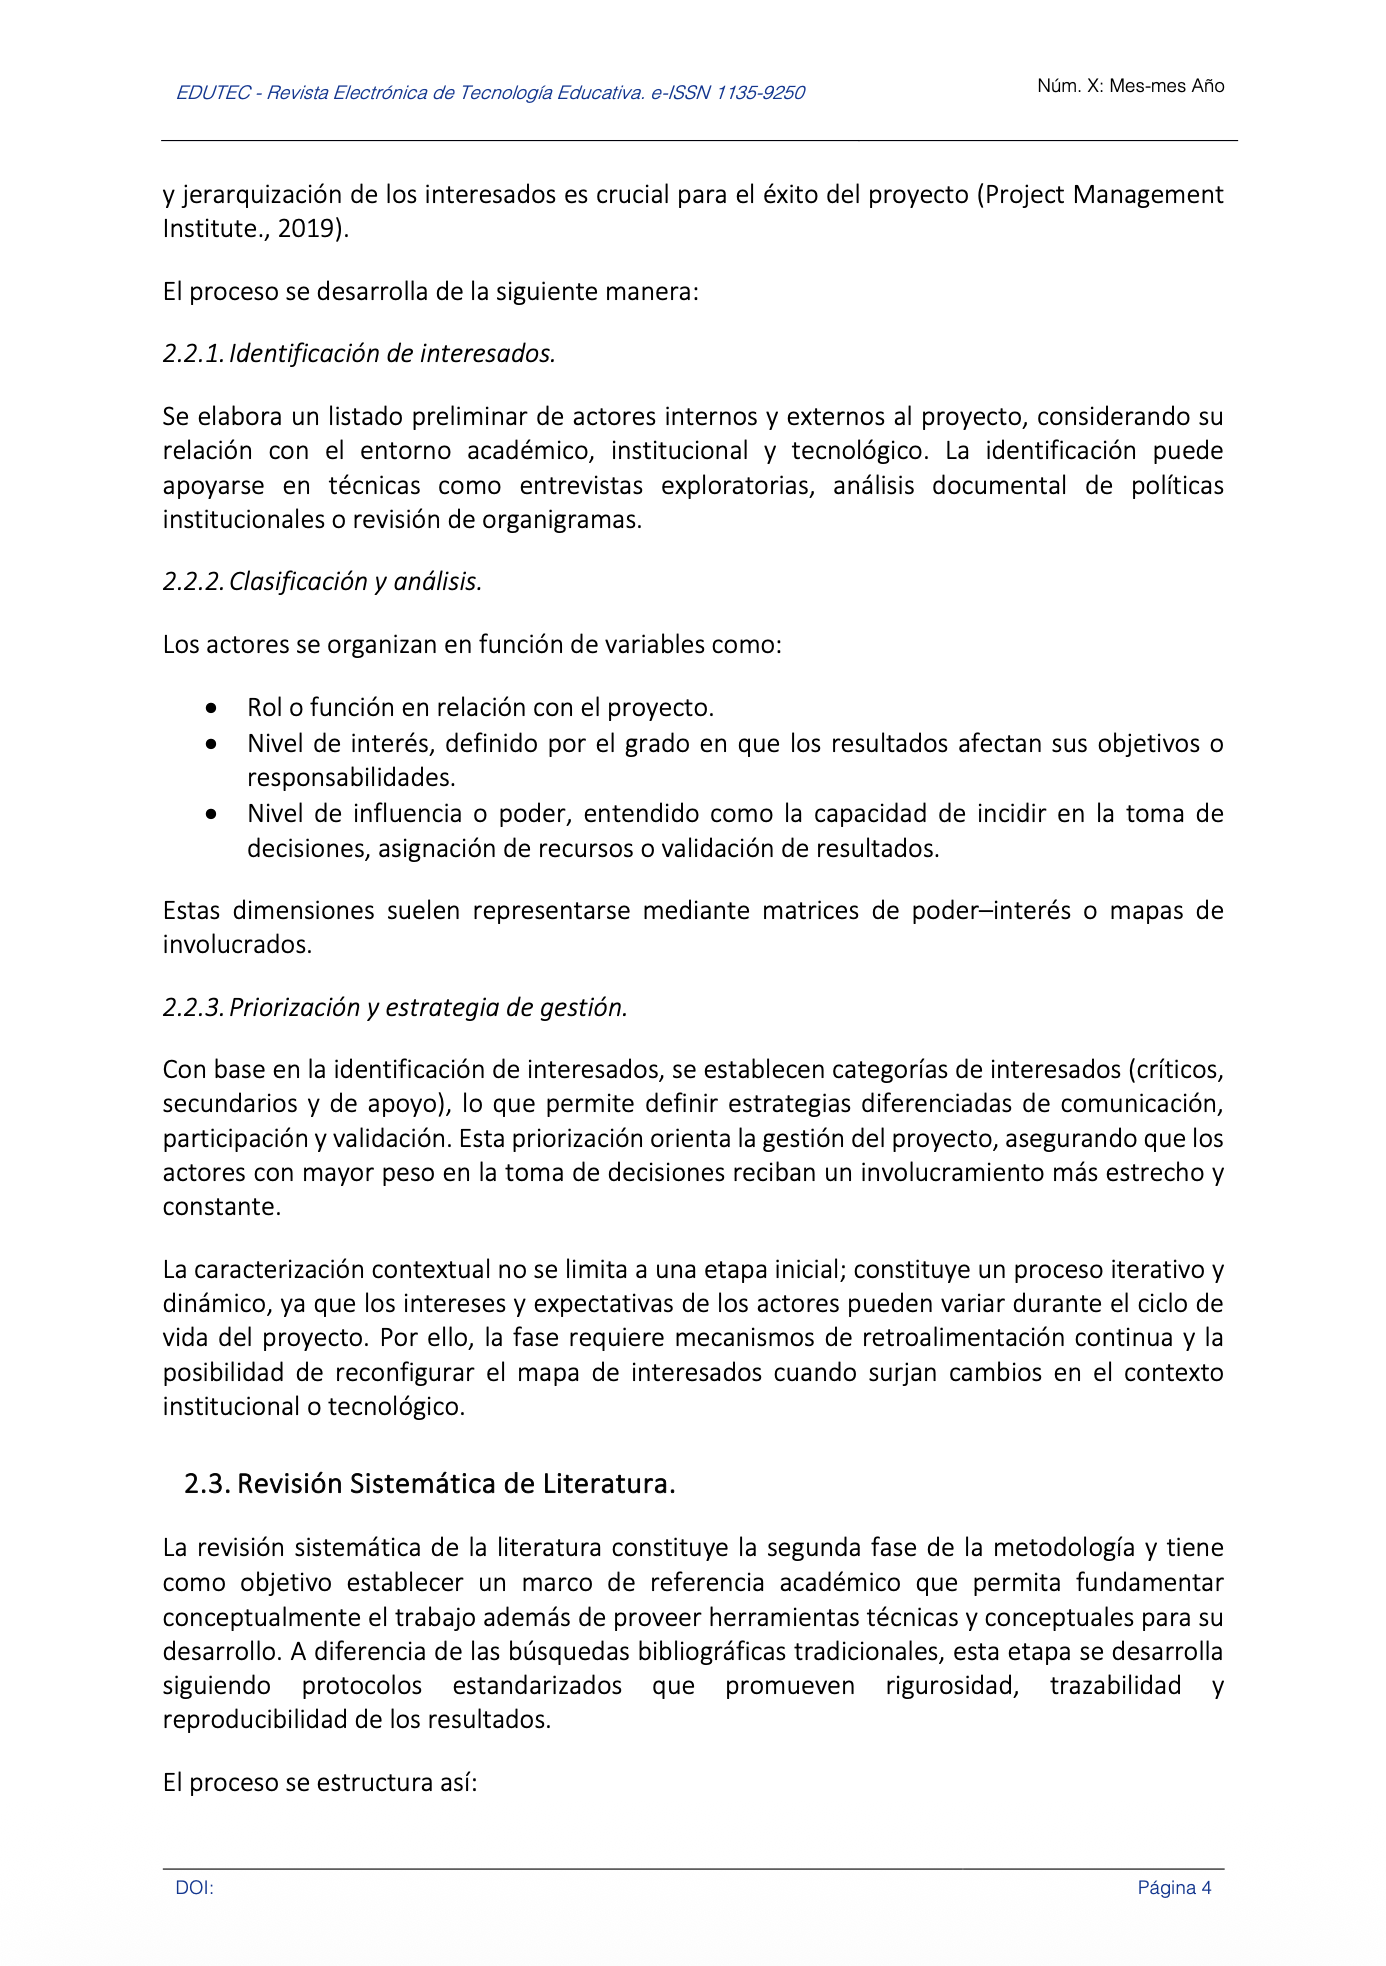 EDUTEC - Revista Electrónica de Tecnología Educativa. e-ISSN 1135-9250
Núm. X: Mes-mes Año
y jerarquización de los interesados es crucial para el éxito del proyecto (Project Management
Institute., 2019).
El proceso se desarrolla de la siguiente manera:
2.2.1. Identificación de interesados.
Se elabora un listado preliminar de actores internos y externos al proyecto, considerando su
relación con el entorno académico, institucional y tecnológico. La identificación puede
apoyarse en técnicas como entrevistas exploratorias, análisis documental de políticas
institucionales o revisión de organigramas.
2.2.2. Clasificación y análisis.
Los actores se organizan en función de variables como:
• Rol o función en relación con el proyecto.
• Nivel de interés, definido por el grado en que los resultados afectan sus objetivos o
responsabilidades.
• Nivel de influencia o poder, entendido como la capacidad de incidir en la toma de
decisiones, asignación de recursos o validación de resultados.
Estas dimensiones suelen representarse mediante matrices de poder–interés o mapas de
involucrados.
2.2.3. Priorización y estrategia de gestión.
Con base en la identificación de interesados, se establecen categorías de interesados (críticos,
secundarios y de apoyo), lo que permite definir estrategias diferenciadas de comunicación,
participación y validación. Esta priorización orienta la gestión del proyecto, asegurando que los
actores con mayor peso en la toma de decisiones reciban un involucramiento más estrecho y
constante.
La caracterización contextual no se limita a una etapa inicial; constituye un proceso iterativo y
dinámico, ya que los intereses y expectativas de los actores pueden variar durante el ciclo de
vida del proyecto. Por ello, la fase requiere mecanismos de retroalimentación continua y la
posibilidad de reconfigurar el mapa de interesados cuando surjan cambios en el contexto
institucional o tecnológico.
2.3. Revisión Sistemática de Literatura.
La revisión sistemática de la literatura constituye la segunda fase de la metodología y tiene
como objetivo establecer un marco de referencia académico que permita fundamentar
conceptualmente el trabajo además de proveer herramientas técnicas y conceptuales para su
desarrollo. A diferencia de las búsquedas bibliográficas tradicionales, esta etapa se desarrolla
siguiendo protocolos estandarizados que promueven rigurosidad, trazabilidad y
reproducibilidad de los resultados.
El proceso se estructura así:
DOI:
Página 4